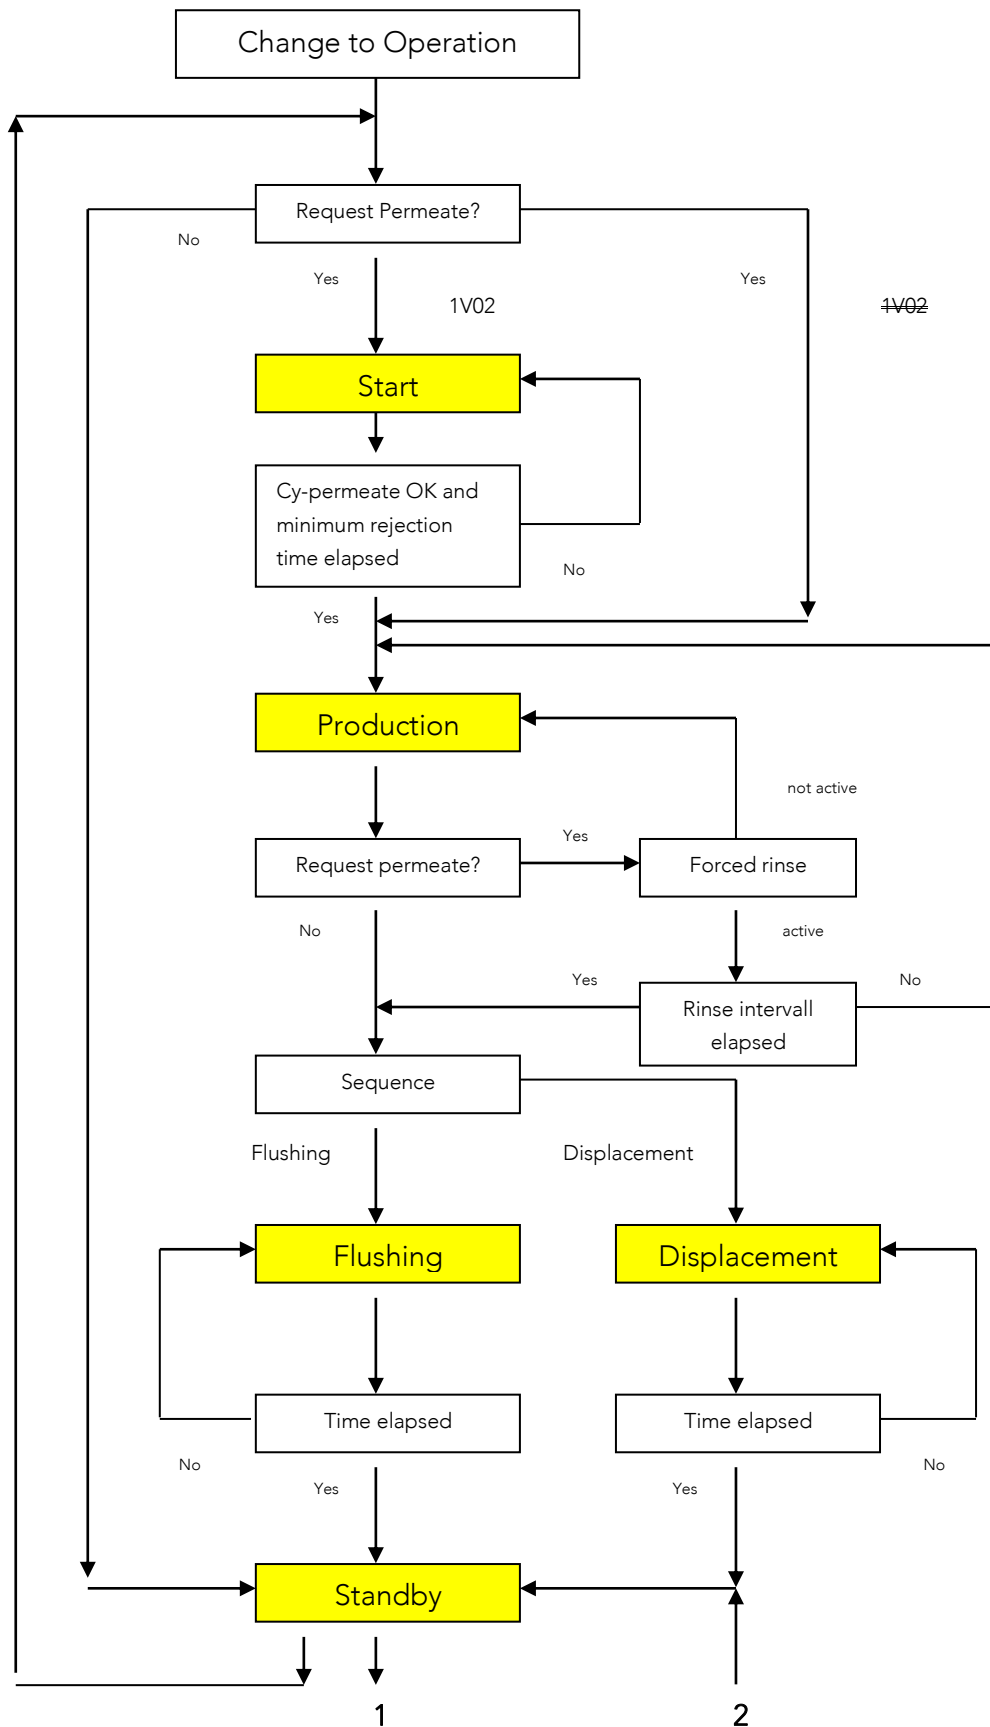 Change to Operation
Request Permeate?
No
Yes
Yes
1V02
1V02
Start
Cy-permeate OK and
minimum rejection
time elapsed
No
Yes
Production
not active
Yes
Request permeate?
Forced rinse
No
active
Yes
No
Rinse intervall
elapsed
Sequence
Flushing
Displacement
Flushing
Displacement
Time elapsed
Time elapsed
No
No
Yes
Yes
Standby
1
2